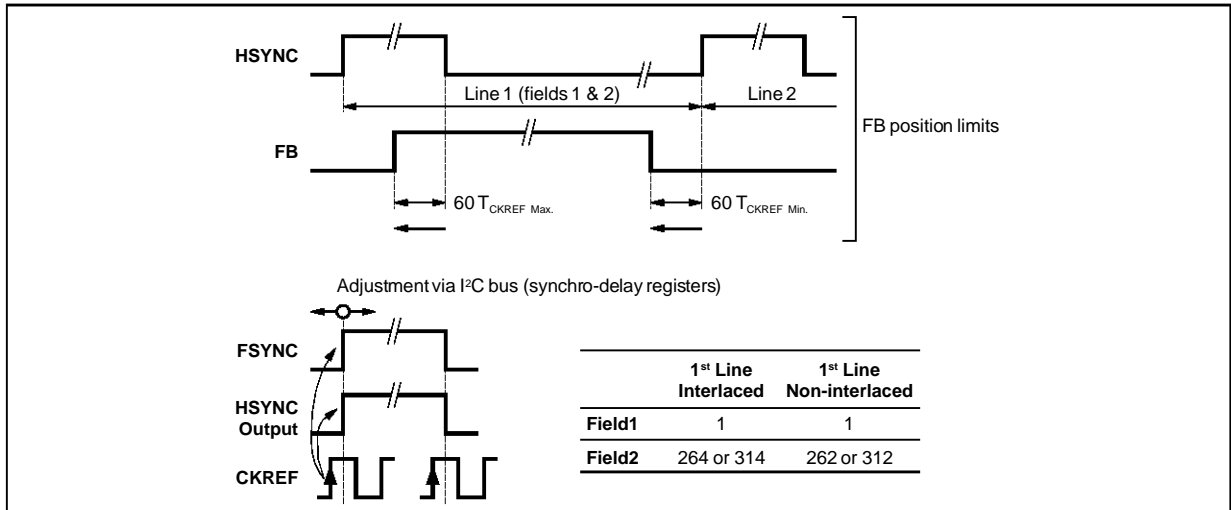 HSYNC
Line 1 (fields 1 & 2)
Line 2
FB position limits
FB
60 T CKREF Max.
60 T CKREF Min.
Adjustment via I²C bus (synchro-delay registers)
FSYNC
HSYNC
Output
CKREF
1st Line
Interlaced
1st Line
Non-interlaced
Field1 1 1
Field2 264 or 314 262 or 312